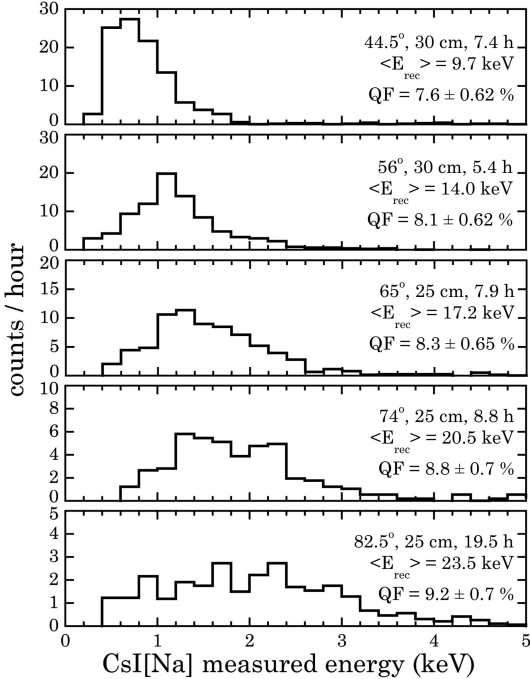 30
20
10
0
44.5°, 30 cm, 7.4 h
<E_rec> = 9.7 keV
QF = 7.6 ± 0.62 %
30
20
10
0
56°, 30 cm, 5.4 h
<E_rec> = 14.0 keV
QF = 8.1 ± 0.62 %
20
15
10
5
0
65°, 25 cm, 7.9 h
<E_rec> = 17.2 keV
QF = 8.3 ± 0.65 %
10
8
6
4
2
0
74°, 25 cm, 8.8 h
<E_rec> = 20.5 keV
QF = 8.8 ± 0.7 %
5
4
3
2
1
0
82.5°, 25 cm, 19.5 h
<E_rec> = 23.5 keV
QF = 9.2 ± 0.7 %
counts / hour
0 1 2 3 4 5
CsI[Na] measured energy (keV)